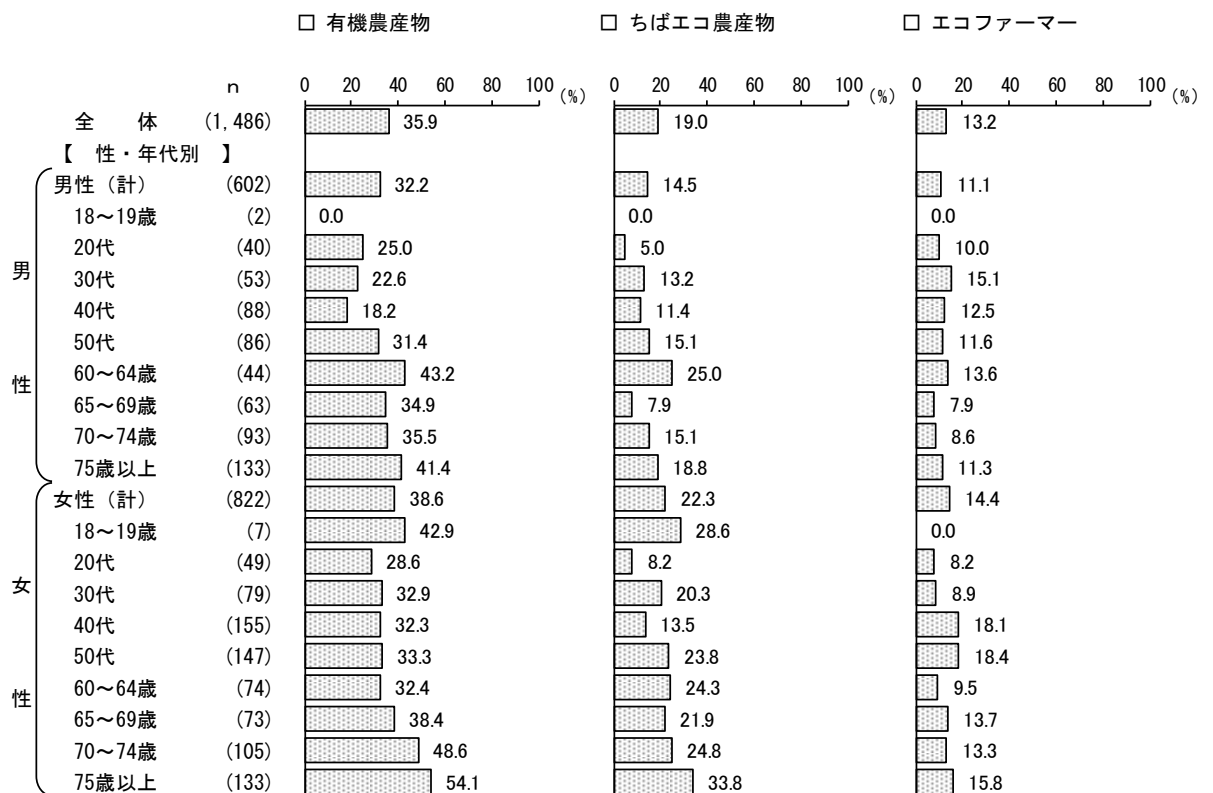 □ 有機農産物 □ ちばエコ農産物 □ エコファーマー
n 0 20 40 60 80 100 (%) 0 20 40 60 80 100 (%) 0 20 40 60 80 100 (%)
全 体 (1,486) 35.9 19.0 13.2
【 性・年代別 】
男性（計） (602) 32.2 14.5 11.1
18～19歳 (2) 0.0 0.0 0.0
20代 (40) 25.0 5.0 10.0
男 30代 (53) 22.6 13.2 15.1
40代 (88) 18.2 11.4 12.5
50代 (86) 31.4 15.1 11.6
性 60～64歳 (44) 43.2 25.0 13.6
65～69歳 (63) 34.9 7.9 7.9
70～74歳 (93) 35.5 15.1 8.6
75歳以上 (133) 41.4 18.8 11.3
女性（計） (822) 38.6 22.3 14.4
18～19歳 (7) 42.9 28.6 0.0
20代 (49) 28.6 8.2 8.2
女 30代 (79) 32.9 20.3 8.9
40代 (155) 32.3 13.5 18.1
50代 (147) 33.3 23.8 18.4
性 60～64歳 (74) 32.4 24.3 9.5
65～69歳 (73) 38.4 21.9 13.7
70～74歳 (105) 48.6 24.8 13.3
75歳以上 (133) 54.1 33.8 15.8